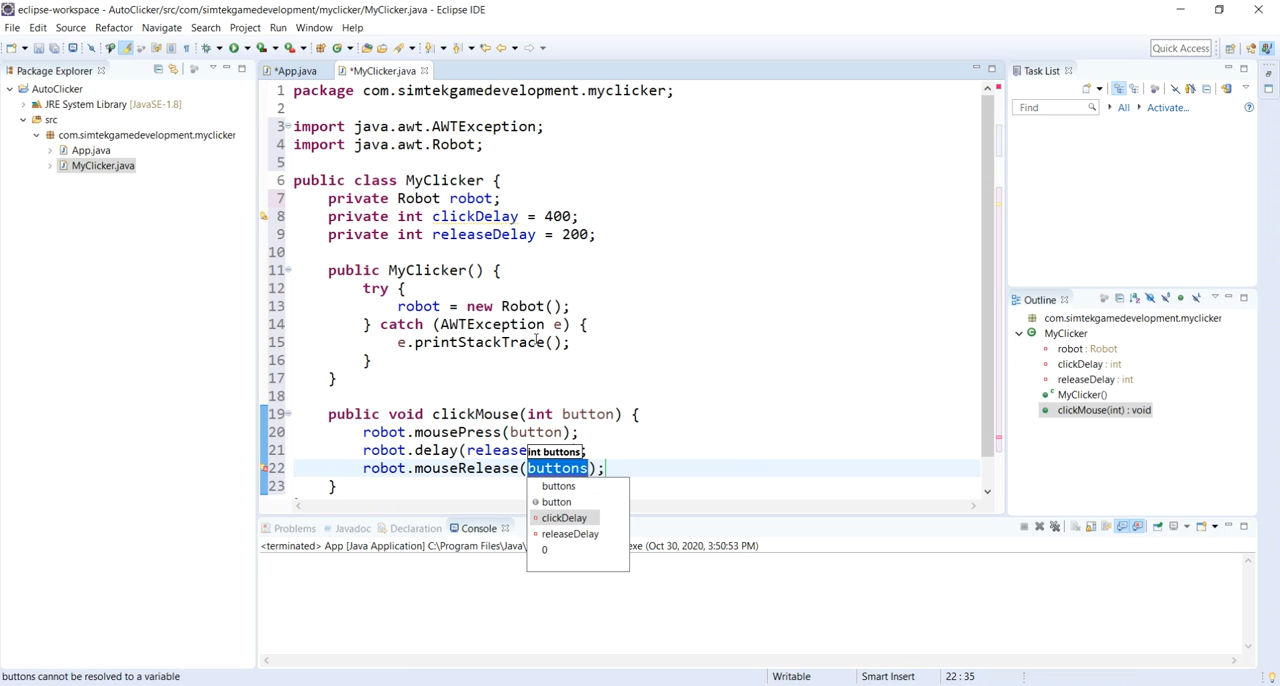 eclipse-workspace - AutoClicker/src/com/simtekgamedevelopment/myclicker/MyClicker.java - Eclipse IDE
File Edit Source Refactor Navigate Search Project Run Window Help
Quick Access
Package Explorer
AutoClicker
JRE System Library [JavaSE-1.8]
src
com.simtekgamedevelopment.myclicker
App.java
MyClicker.java
*App.java *MyClicker.java
1 package com.simtekgamedevelopment.myclicker;
2
3 import java.awt.AWTException;
4 import java.awt.Robot;
5
6 public class MyClicker {
7 private Robot robot;
8 private int clickDelay = 400;
9 private int releaseDelay = 200;
10
11 public MyClicker() {
12 try {
13 robot = new Robot();
14 } catch (AWTException e) {
15 e.printStackTrace();
16 }
17 }
18
19 public void clickMouse(int button) {
20 robot.mousePress(button);
21 robot.delay(release
int buttons
22 robot.mouseRelease(buttons);
23 }
buttons
button
clickDelay
releaseDelay
0
Problems Javadoc Declaration Console
<terminated> App [Java Application] C:\Program Files\Java\ exe (Oct 30, 2020, 3:50:53 PM)
Task List
Find All Activate...
Outline
com.simtekgamedevelopment.myclicker
MyClicker
robot : Robot
clickDelay : int
releaseDelay : int
MyClicker()
clickMouse(int) : void
buttons cannot be resolved to a variable Writable Smart Insert 22 : 35